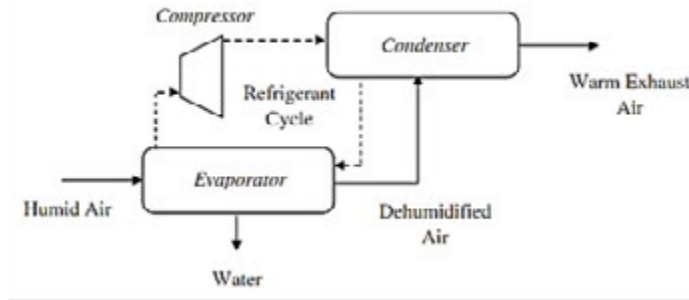 Compressor
Condenser
Warm Exhaust
Air
Refrigerant
Cycle
Evaporator
Humid Air
Dehumidified
Air
Water